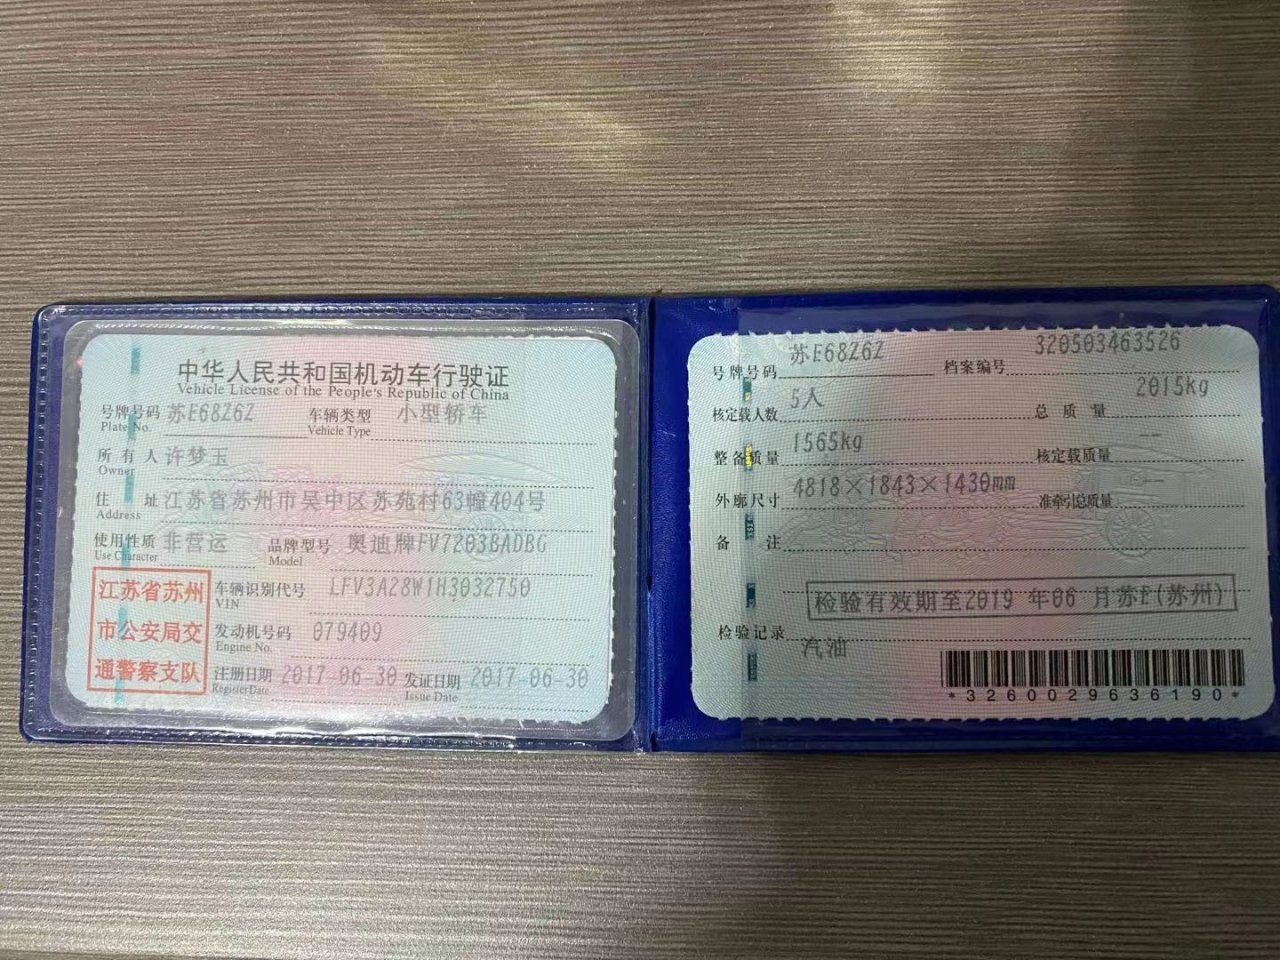 中华人民共和国机动车行驶证
Vehicle License of the People's Republic of China
号牌号码 苏E68Z6Z 车辆类型 小型轿车
Plate No. Vehicle Type
所有人 许梦玉
Owner
住址 江苏省苏州市吴中区苏苑村63幢404号
Address
使用性质 非营运 品牌型号 奥迪牌FV7203BADBG
Use Character Model
江苏省苏州
市公安局交
通警察支队
车辆识别代号 LFV3A28W1H3032750
VIN
发动机号码 079409
Engine No.
注册日期 2017-06-30 发证日期 2017-06-30
Register Date Issue Date
号牌号码 苏E68Z6Z 档案编号 320503463526
核定载人数 5人 总质量 2015kg
整备质量 1565kg 核定载质量 --
外廓尺寸 4818×1843×1430mm 准牵引总质量 --
备注
检验有效期至2019 年06 月苏E(苏州)
检验记录
汽油
*3260029636190*